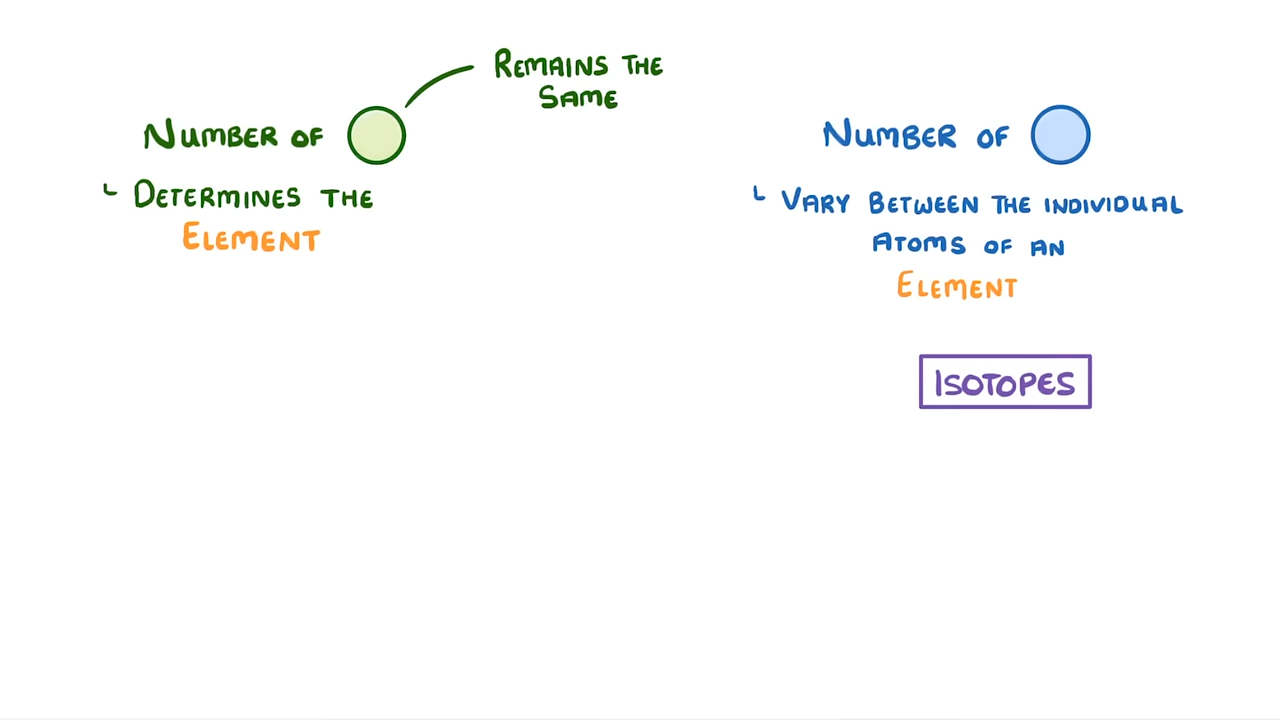 REMAINS THE
SAME
NUMBER OF
DETERMINES THE
ELEMENT
NUMBER OF
VARY BETWEEN THE INDIVIDUAL
ATOMS OF AN
ELEMENT
ISOTOPES